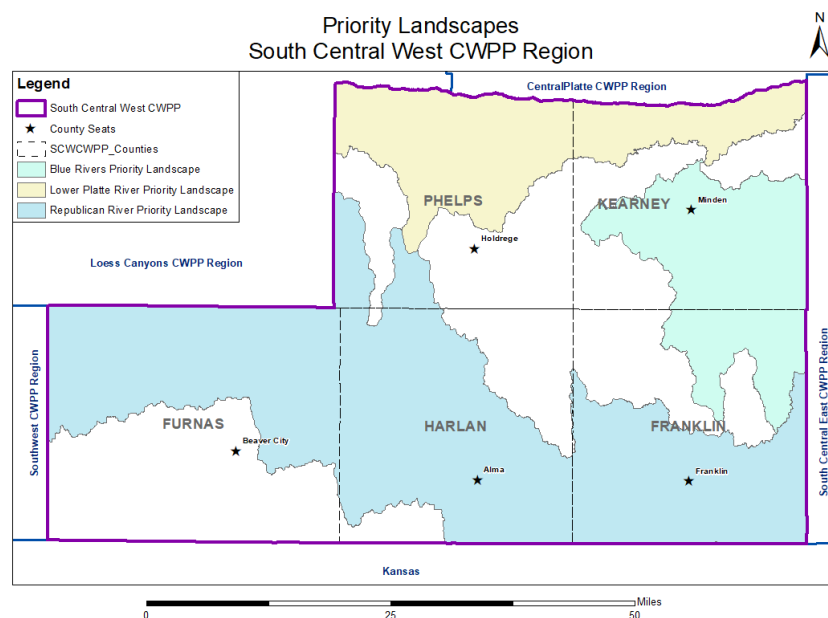 Priority Landscapes
South Central West CWPP Region
N
Legend
South Central West CWPP
County Seats
SCWCWPP_Counties
Blue Rivers Priority Landscape
Lower Platte River Priority Landscape
Republican River Priority Landscape
CentralPlatte CWPP Region
PHELPS
KEARNEY
Minden
Holdrege
Loess Canyons CWPP Region
Southwest CWPP Region
South Central East CWPP Region
FURNAS
Beaver City
HARLAN
Alma
FRANKLIN
Franklin
Kansas
0 25 50 Miles